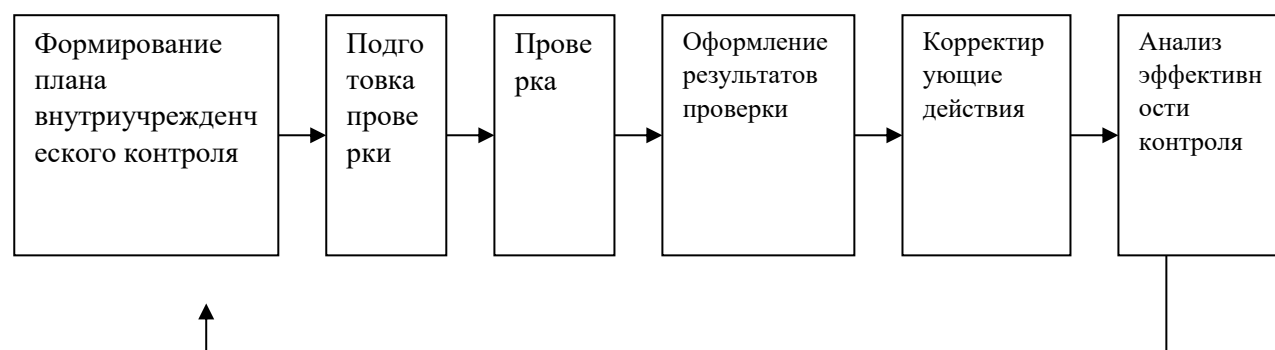 Формирование
плана
внутриучрежденч
еского контроля
Подго
товка
прове
рки
Прове
рка
Оформление
результатов
проверки
Корректир
ующие
действия
Анализ
эффективн
ости
контроля